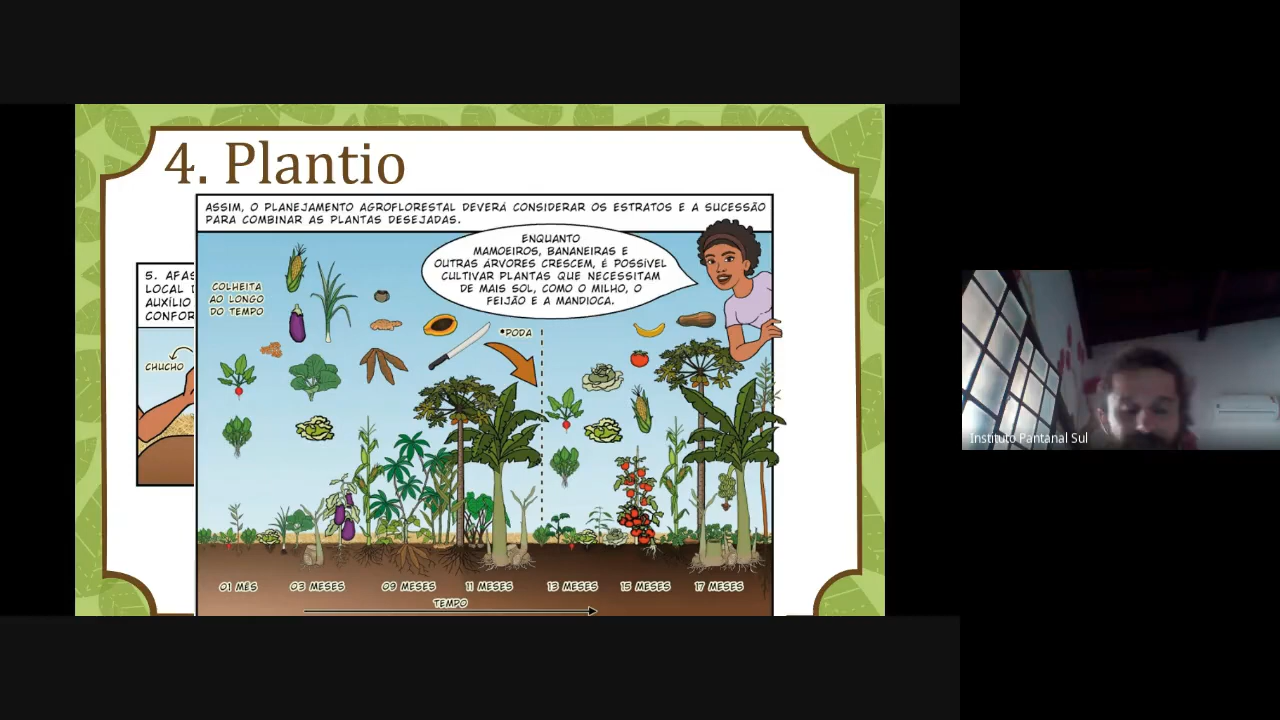 4. Plantio
ASSIM, O PLANEJAMENTO AGROFLORESTAL DEVERÁ CONSIDERAR OS ESTRATOS E A SUCESSÃO
PARA COMBINAR AS PLANTAS DESEJADAS.
ENQUANTO
MAMOEIROS, BANANEIRAS E
OUTRAS ÁRVORES CRESCEM, É POSSÍVEL
CULTIVAR PLANTAS QUE NECESSITAM
DE MAIS SOL, COMO O MILHO, O
FEIJÃO E A MANDIOCA.
5. AFAS
LOCAL
AUXÍLIO
CONFOR
CHUCHO
COLHEITA
AO LONGO
DO TEMPO
*PODA
01 MÊS 03 MESES 09 MESES 11 MESES 13 MESES 15 MESES 17 MESES
TEMPO
Instituto Pantanal Sul